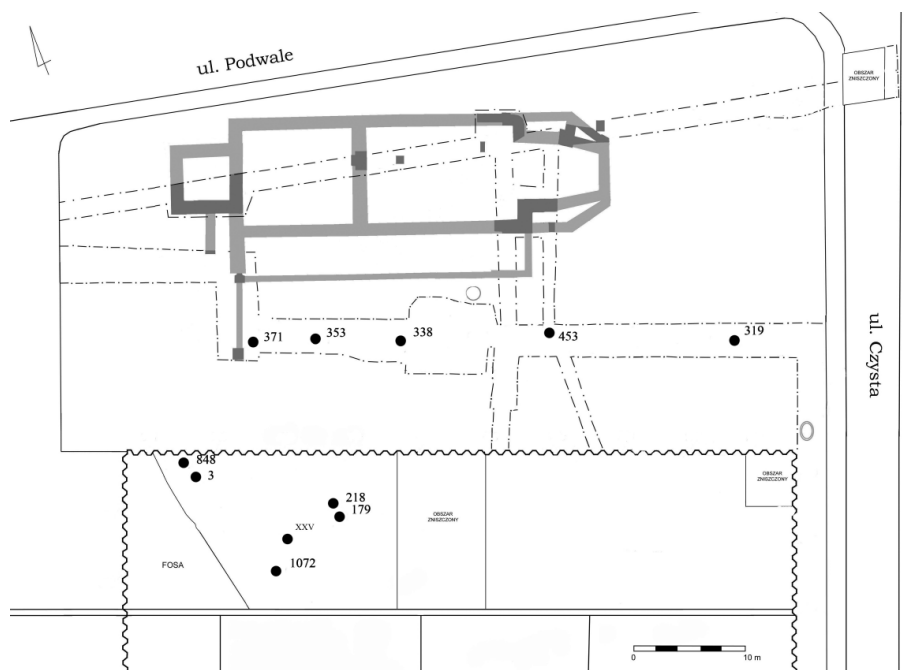 ul. Podwale
OBSZAR
ZNISZCZONY
ul. Czysta
371
353
338
453
319
848
3
218
179
XXV
1072
FOSA
OBSZAR
ZNISZCZONY
OBSZAR
ZNISZCZONY
0
10 m